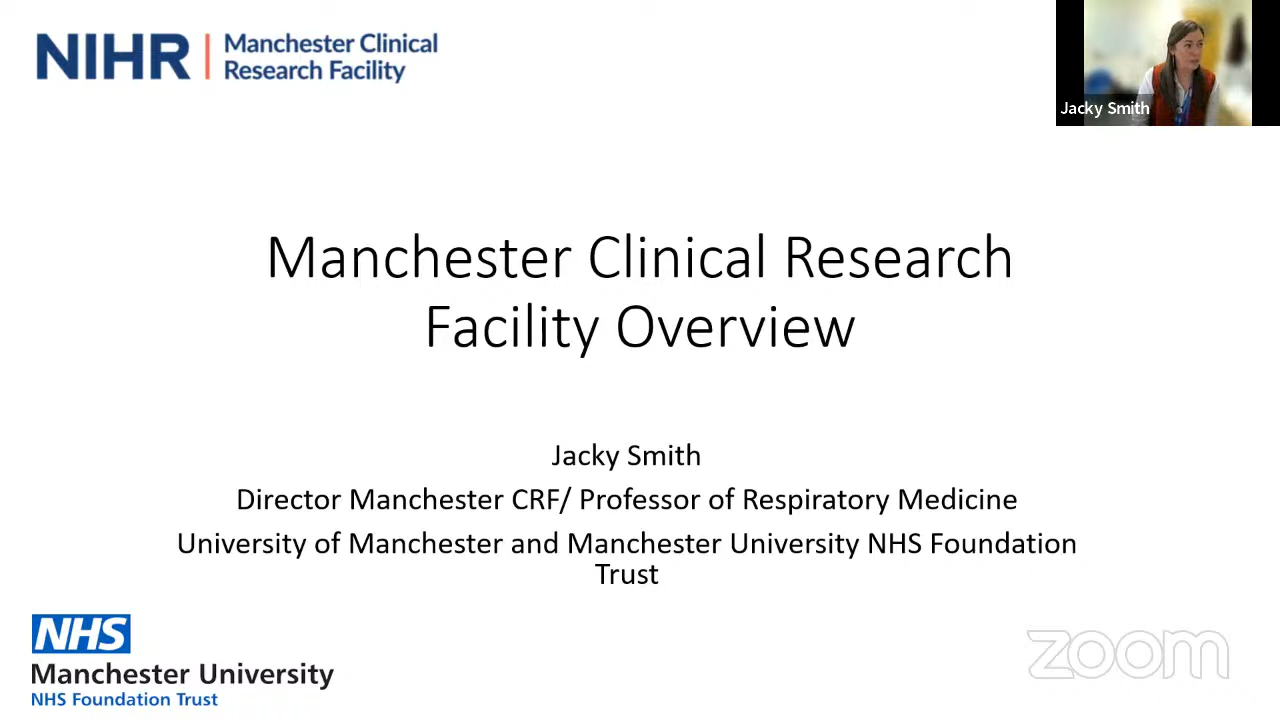 NIHR | Manchester Clinical
Research Facility
Jacky Smith
Manchester Clinical Research
Facility Overview
Jacky Smith
Director Manchester CRF/ Professor of Respiratory Medicine
University of Manchester and Manchester University NHS Foundation
Trust
NHS
Manchester University
NHS Foundation Trust
zoom